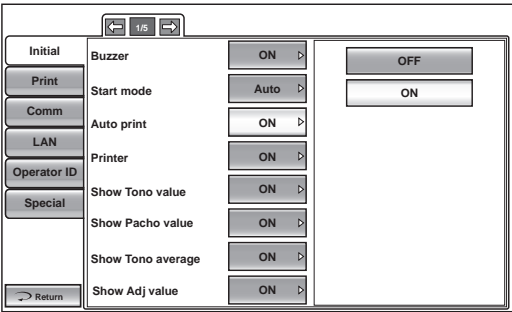 1/5
Initial
Print
Comm
LAN
Operator ID
Special
Return
Buzzer ON
Start mode Auto
Auto print ON
Printer ON
Show Tono value ON
Show Pacho value ON
Show Tono average ON
Show Adj value ON
OFF
ON